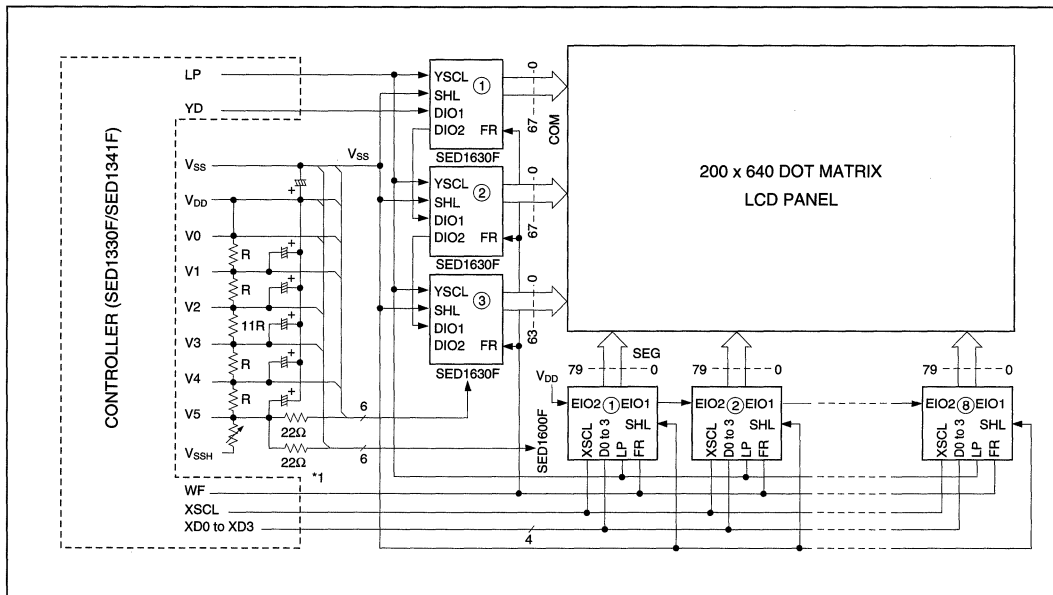 CONTROLLER (SED1330F/SED1341F)
LP
YD
VSS
VDD
V0
V1
V2
V3
V4
V5
VSSH
R
R
11R
R
R
+
+
+
+
+
+
22Ω
22Ω
*1
6
6
VSS
WF
XSCL
XD0 to XD3
4
YSCL ①
SHL
DIO1
DIO2 FR
SED1630F
YSCL ②
SHL
DIO1
DIO2 FR
SED1630F
YSCL ③
SHL
DIO1
DIO2 FR
SED1630F
67 0
COM
67 0
63 0
200 x 640 DOT MATRIX
LCD PANEL
SEG
79 0
79 0
79 0
VDD
SED1600F
EIO2 ① EIO1
SHL
XSCL
D0 to 3
LP
FR
EIO2 ② EIO1
SHL
XSCL
D0 to 3
LP
FR
EIO2 ⑧ EIO1
SHL
XSCL
D0 to 3
LP
FR